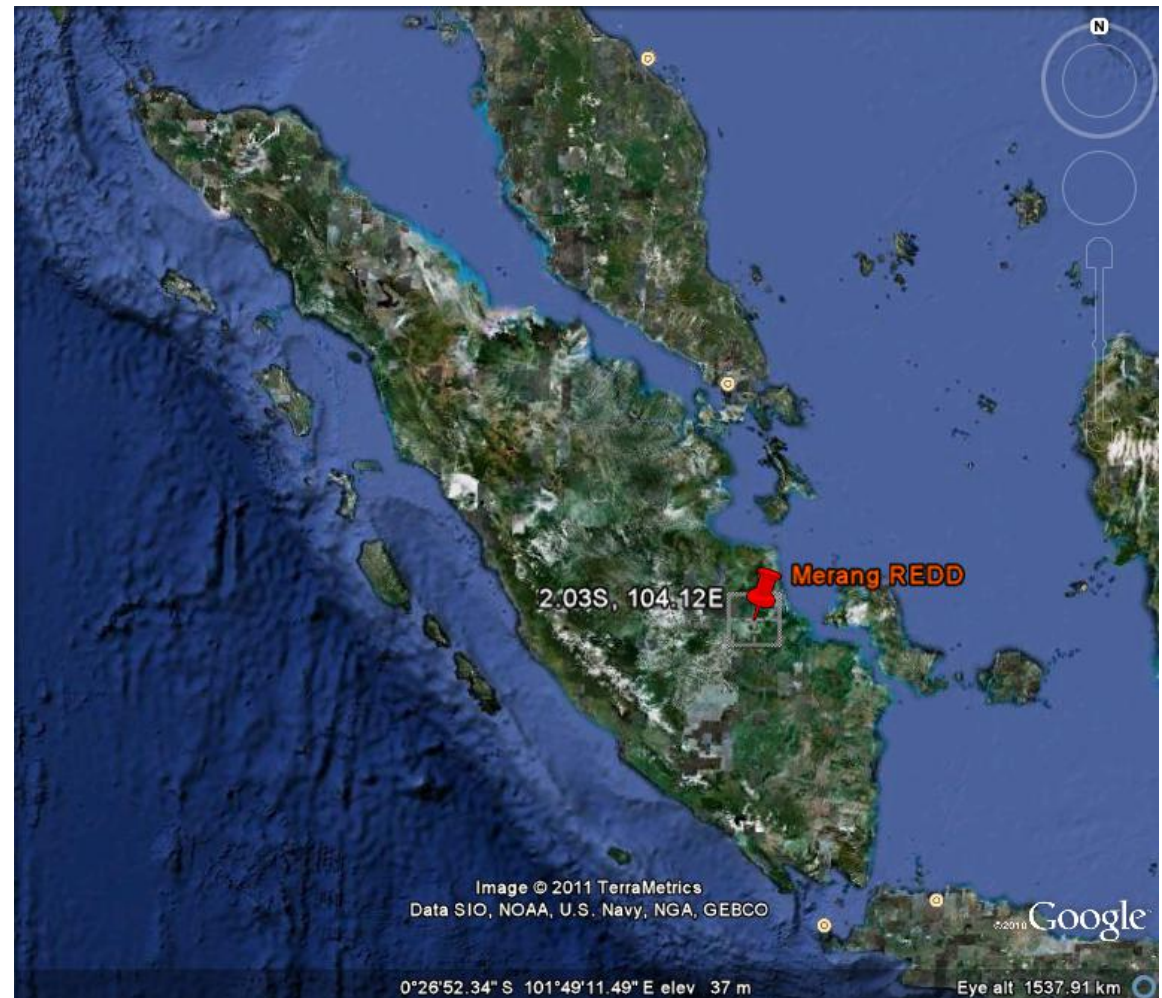 N
Merang REDD
2.03S, 104.12E
Image © 2011 TerraMetrics
Data SIO, NOAA, U.S. Navy, NGA, GEBCO
©2010 Google
0°26'52.34" S 101°49'11.49" E elev 37 m
Eye alt 1537.91 km